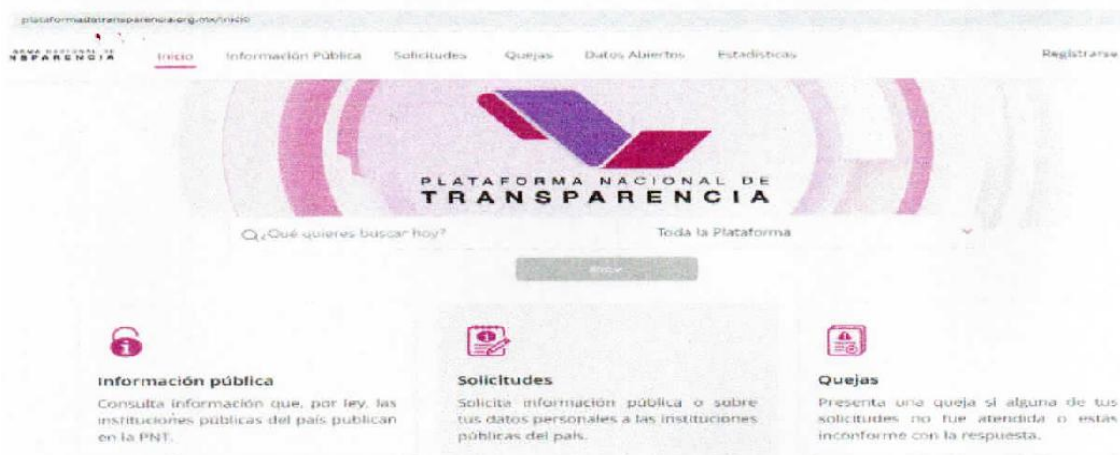 plataformadetransparencia.org.mx/inicio
TRANSPARENCIA Inicio Información Pública Solicitudes Quejas Datos Abiertos Estadísticas Registrarse
PLATAFORMA NACIONAL DE
TRANSPARENCIA
¿Qué quieres buscar hoy? Toda la Plataforma
Información pública
Consulta información que, por ley, las
instituciones públicas del país publican
en la PNT.
Solicitudes
Solicita información pública o sobre
tus datos personales a las instituciones
públicas del país.
Quejas
Presenta una queja si alguna de tus
solicitudes no fue atendida o estás
inconforme con la respuesta.